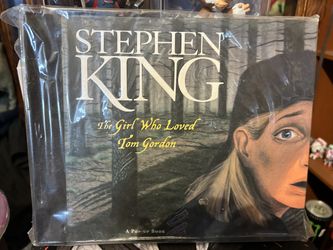 STEPHEN
KING
The Girl Who Loved
Tom Gordon
A Pop-up Book